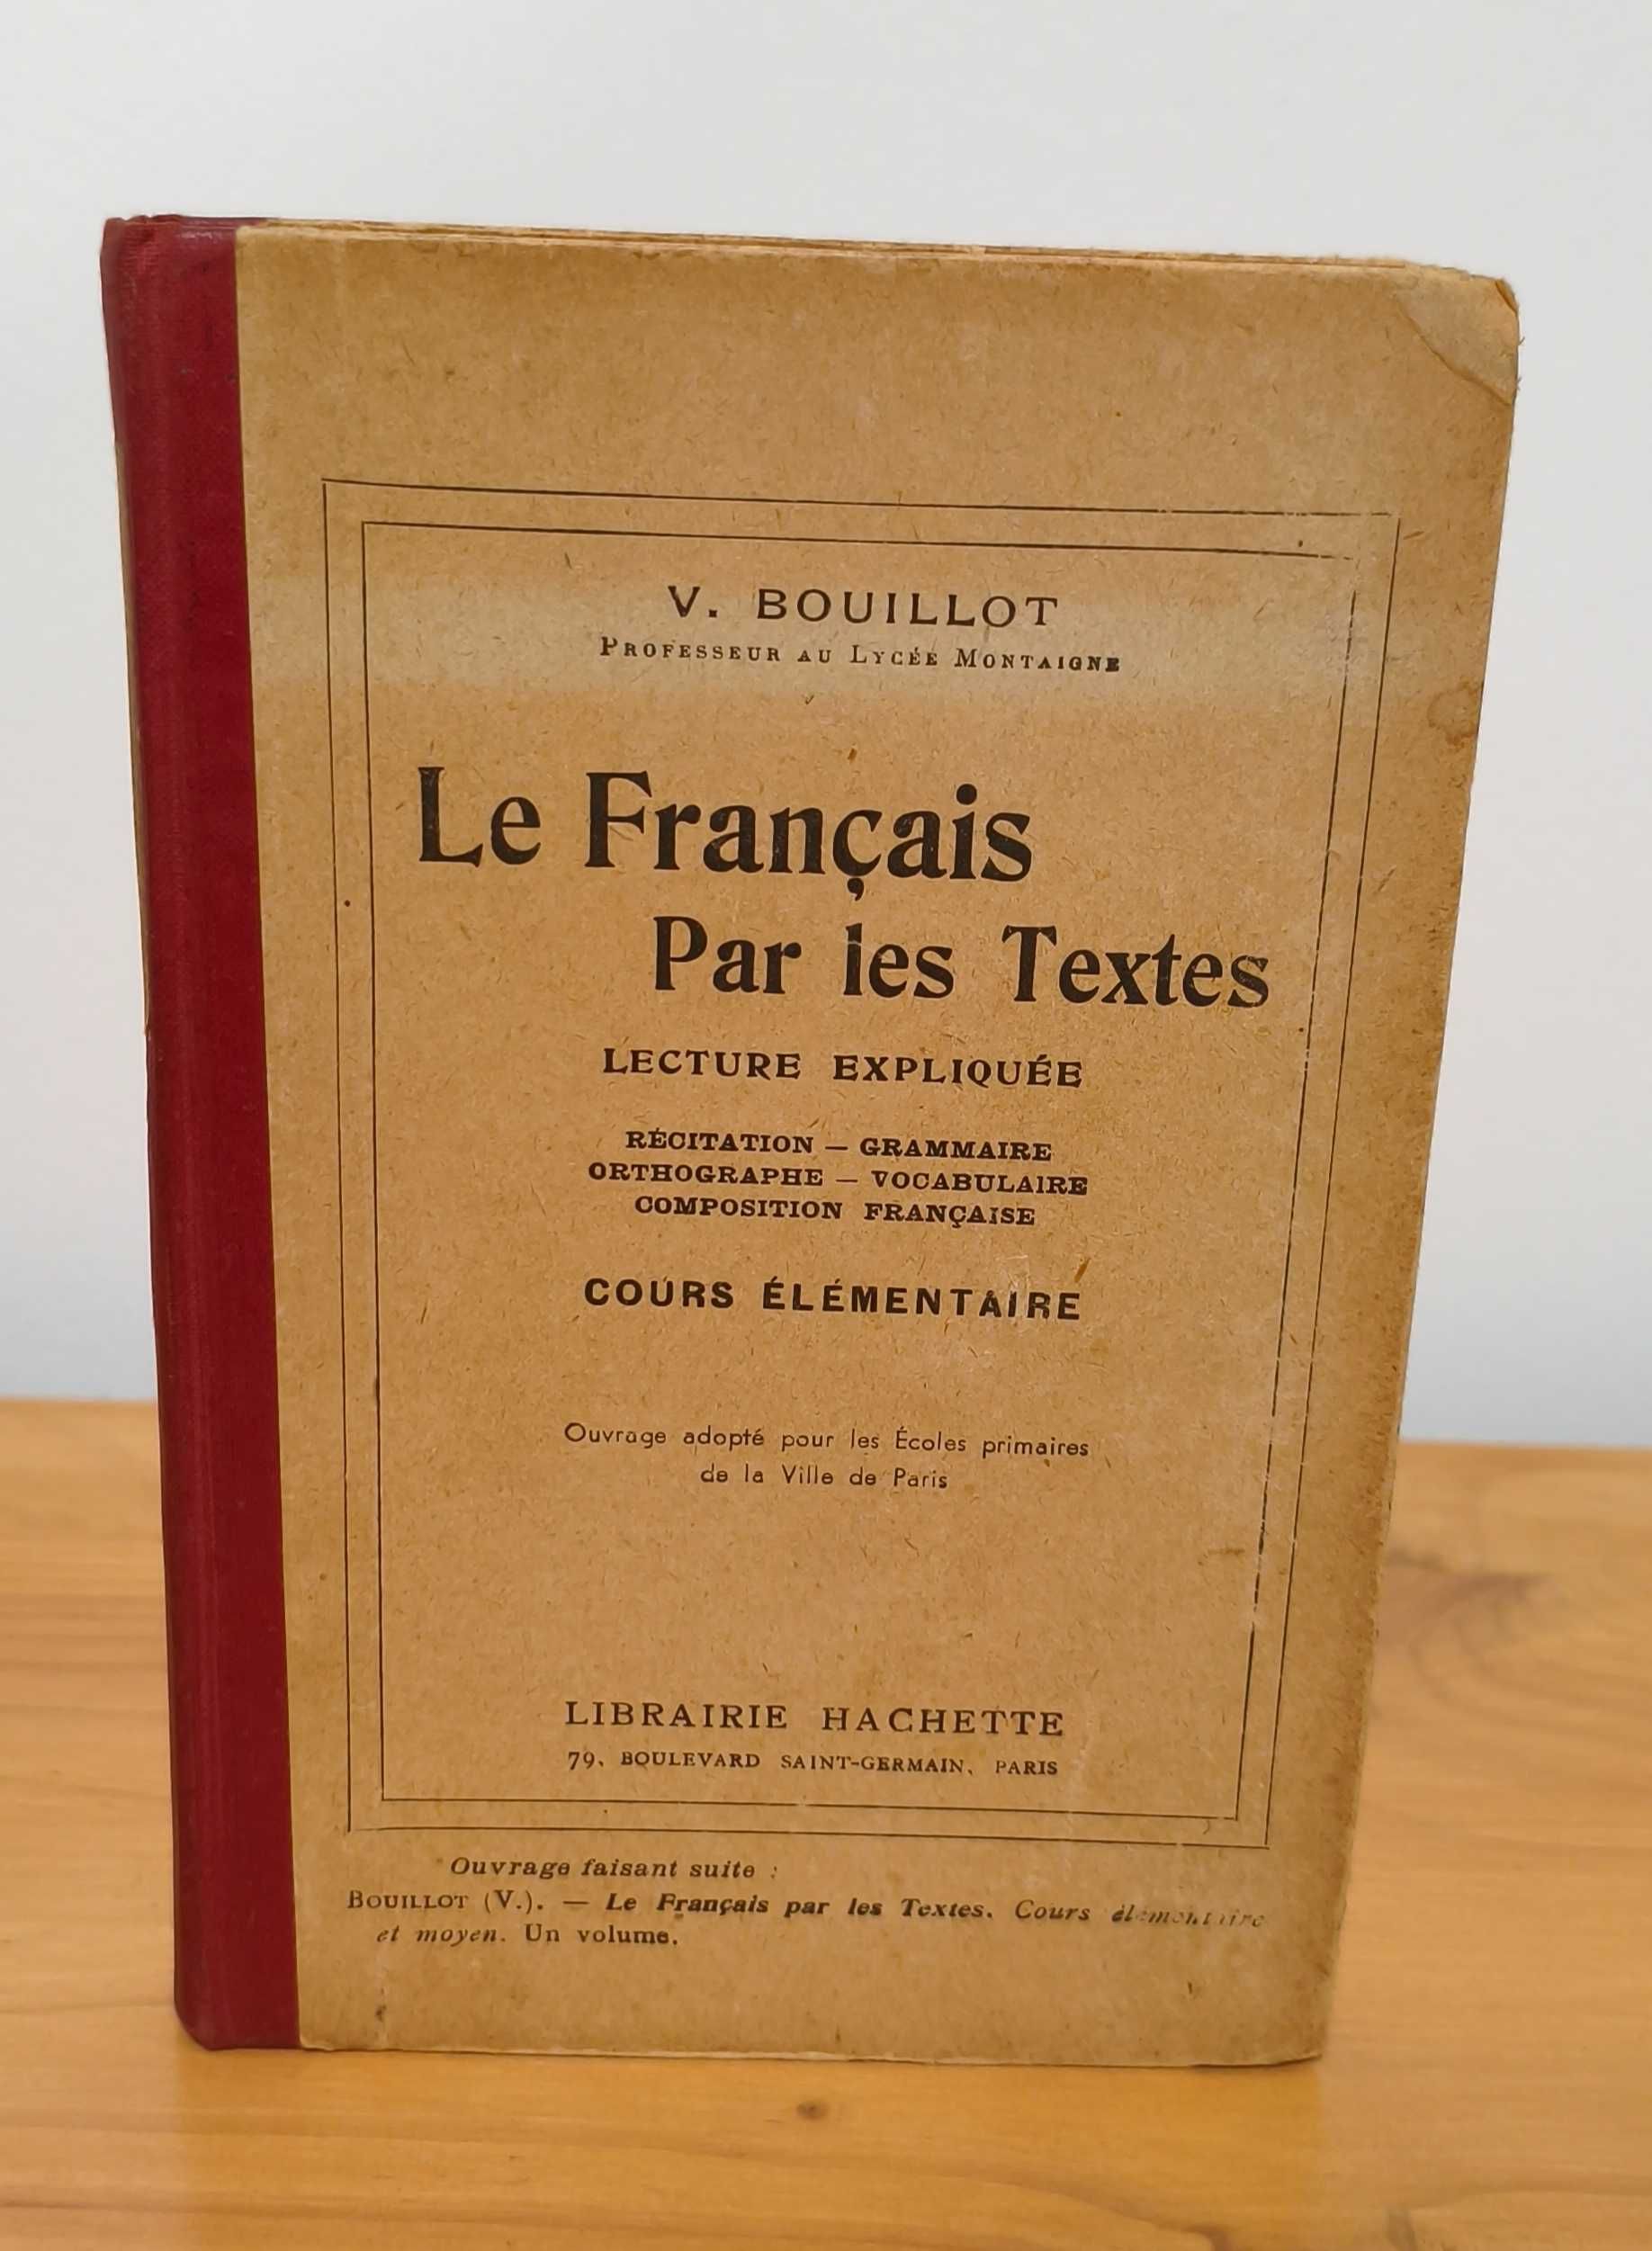 V. BOUILLOT
PROFESSEUR AU LYCÉE MONTAIGNE
Le Français
Par les Textes
LECTURE EXPLIQUÉE
RÉCITATION — GRAMMAIRE
ORTHOGRAPHE — VOCABULAIRE
COMPOSITION FRANÇAISE
COURS ÉLÉMENTAIRE
Ouvrage adopté pour les Écoles primaires
de la Ville de Paris
LIBRAIRIE HACHETTE
79, BOULEVARD SAINT-GERMAIN, PARIS
Ouvrage faisant suite :
BOUILLOT (V.). — Le Français par les Textes. Cours élémentaire
et moyen. Un volume.